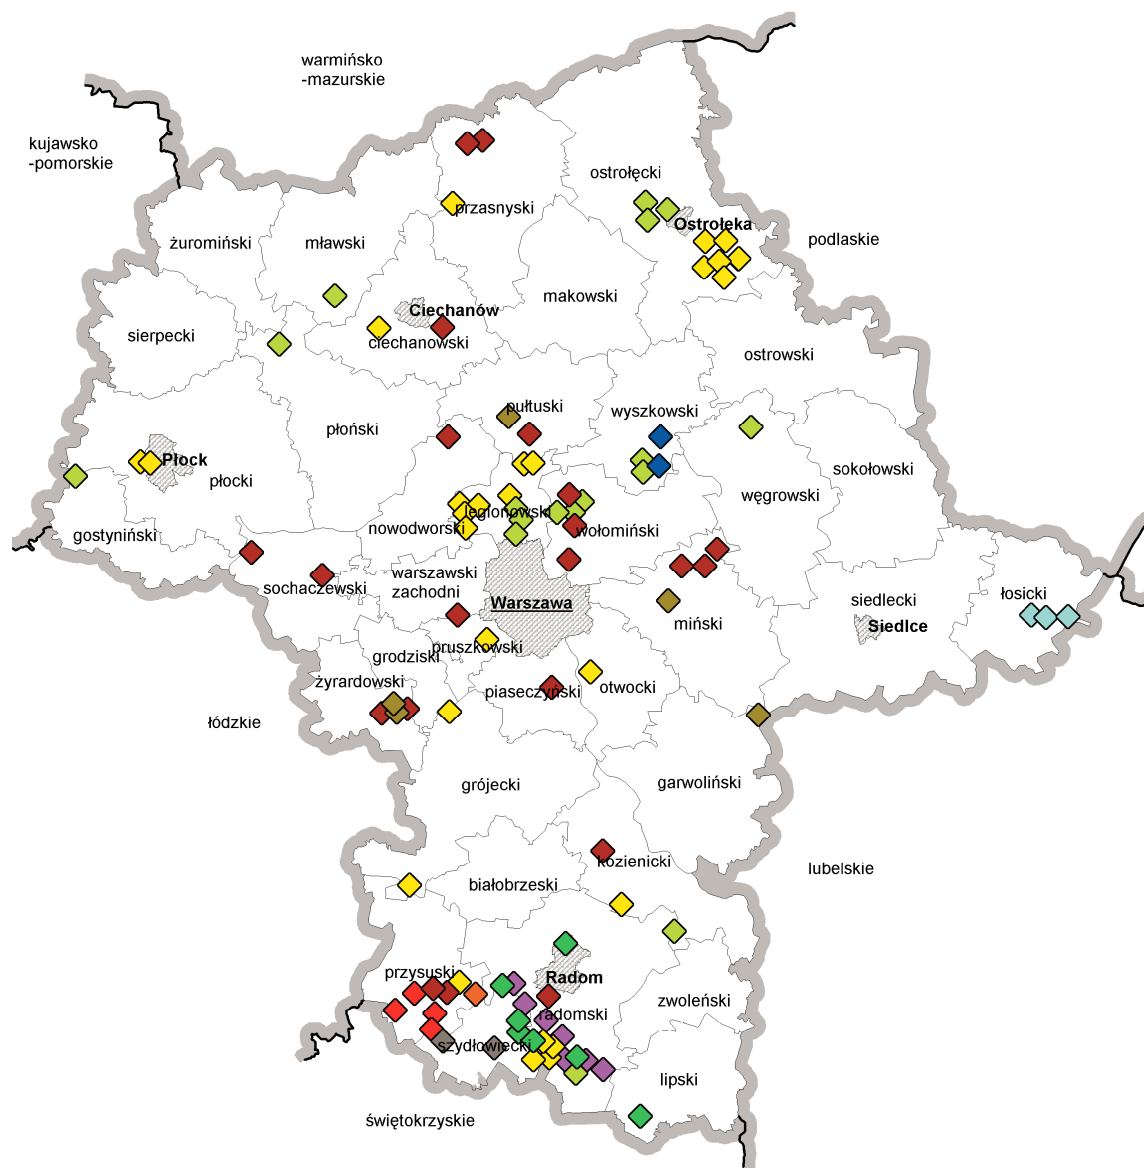 warmińsko
-mazurskie
kujawsko
-pomorskie
ostrołęcki
przasnyski
Ostrołęka
żuromiński
mławski
podlaskie
makowski
Ciechanów
sierpecki
ciechanowski
ostrowski
pułtuski
wyszkowski
płoński
Płock
płocki
sokołowski
węgrowski
legionowski
nowodworski
wołomiński
gostyniński
warszawski
zachodni
sochaczewski
Warszawa
łosicki
siedlecki
Siedlce
miński
pruszkowski
grodziski
żyrardowski
piaseczyński
otwocki
łódzkie
grójecki
garwoliński
kozienicki
lubelskie
białobrzeski
przysuski
Radom
zwoleński
radomski
szydłowiecki
lipski
świętokrzyskie